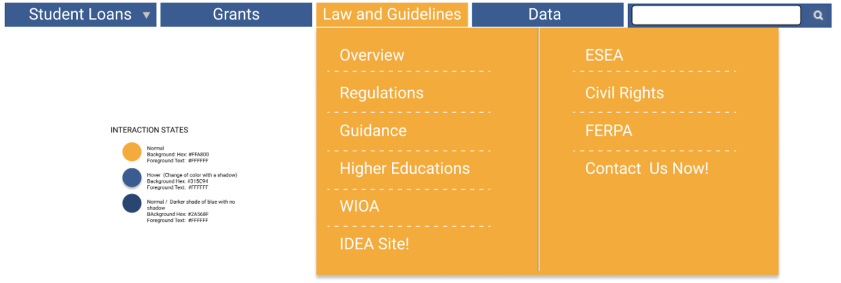 Student Loans ▼
Grants
Law and Guidelines
Data
Overview
Regulations
Guidance
Higher Educations
WIOA
IDEA Site!
ESEA
Civil Rights
FERPA
Contact Us Now!
INTERACTION STATES
Normal
Background: Hex: #FFA800
Foreground Text: #FFFFFF
Hover (Change of color with a shadow)
Background Hex: #315C94
Foreground Text: #FFFFFF
Normal / Darker shade of blue with no
shadow
BAckground Hex: #2A568F
Foreground Text: #FFFFFF